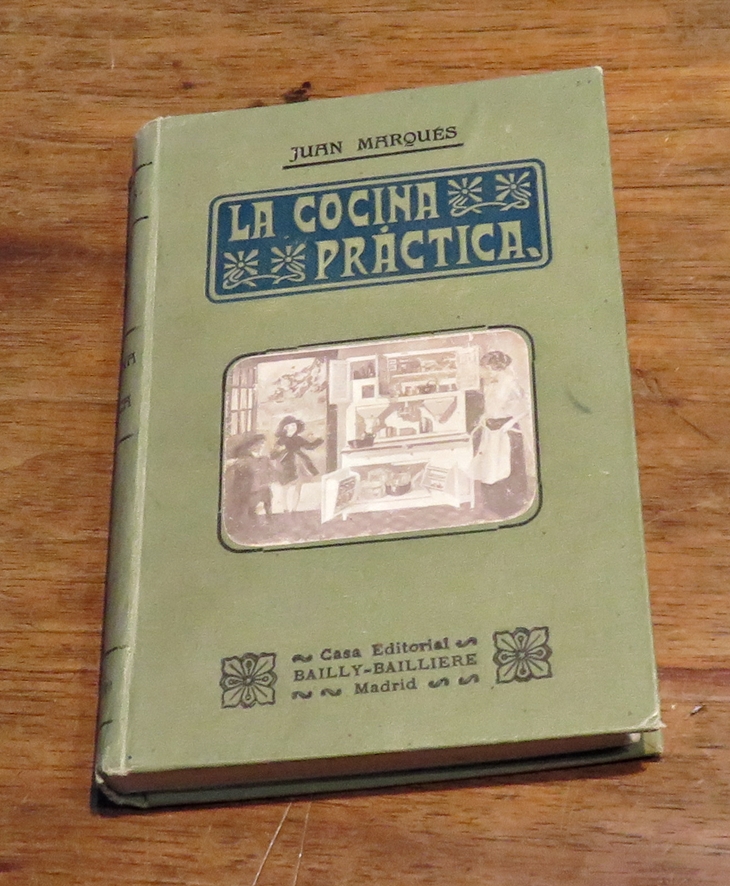 JUAN MARQUÉS
LA COCINA
PRÁCTICA.
Casa Editorial
BAILLY-BAILLIERE
Madrid